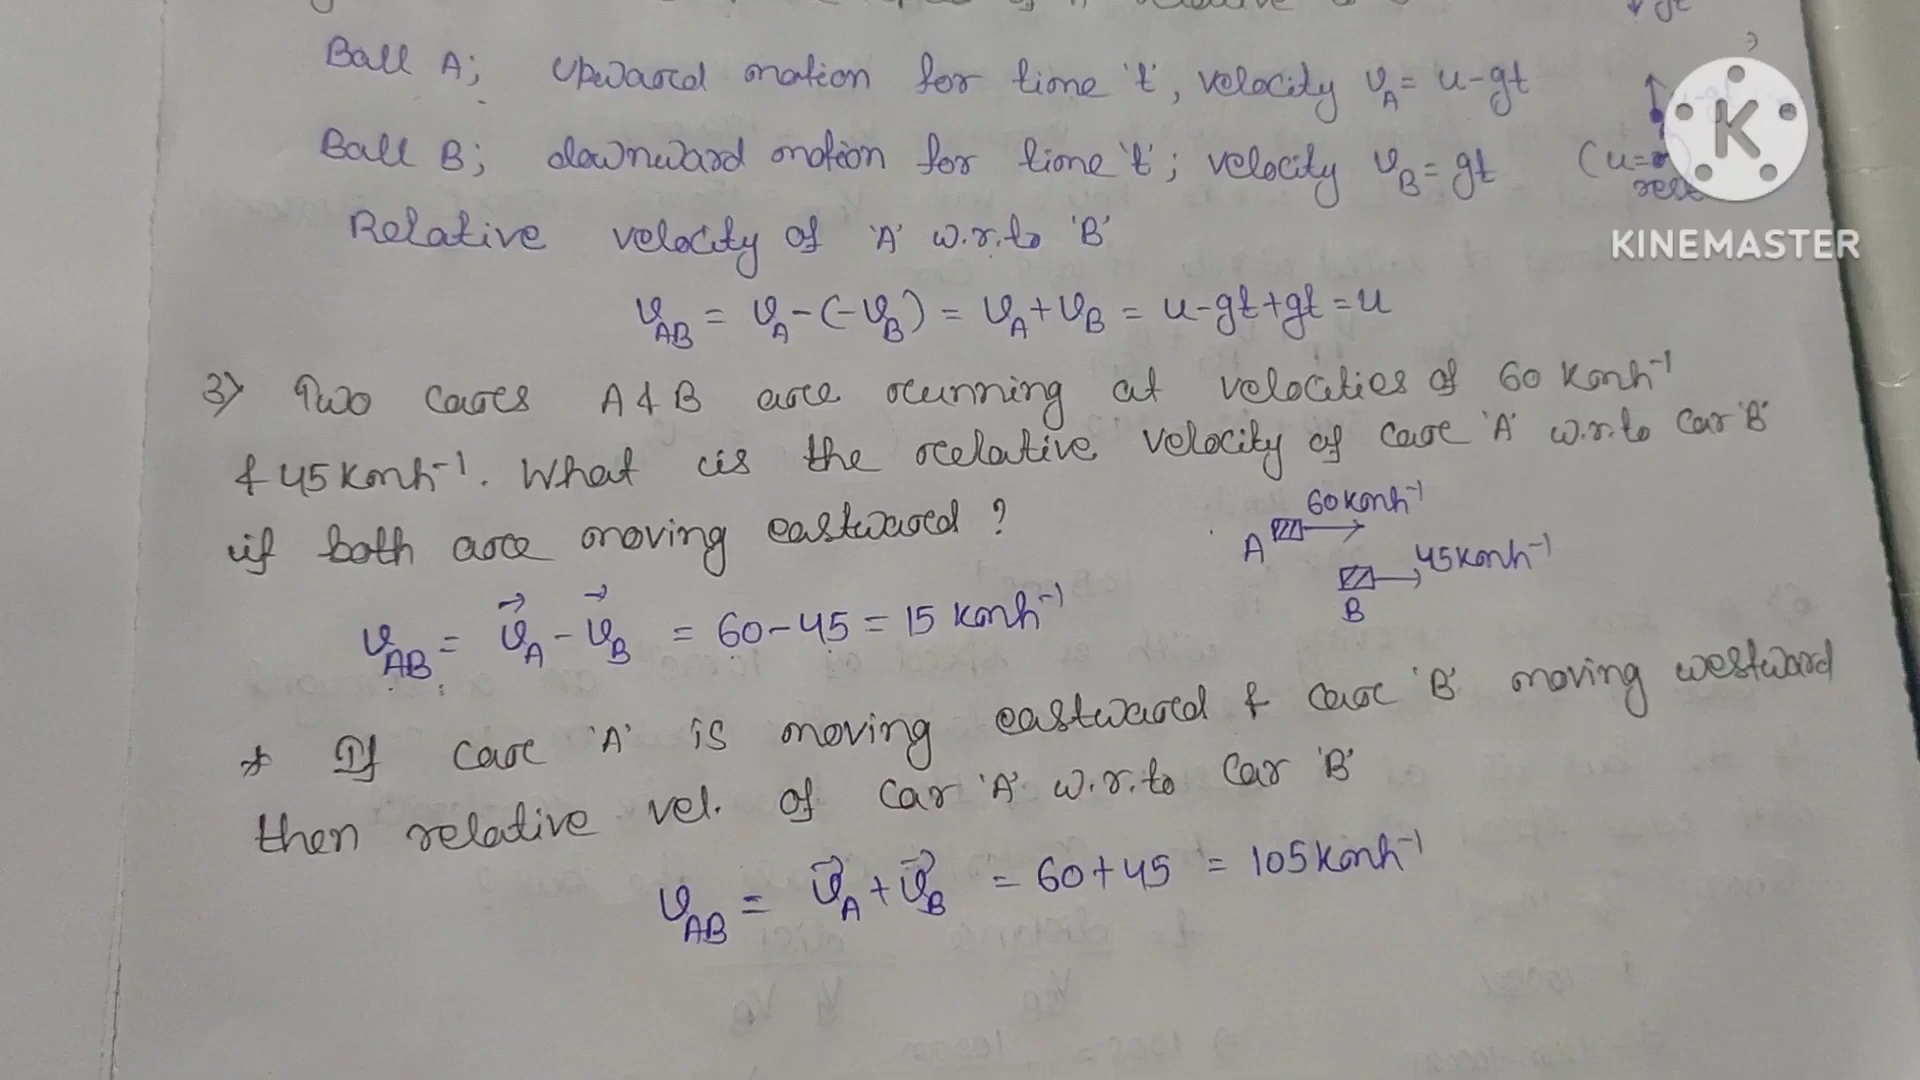 Ball A; upward motion for time 't', velocity v_A = u-gt
Ball B; downward motion for time 't'; velocity v_B = gt (u=
rest
Relative velocity of 'A' w.r.to 'B'
v_AB = v_A-(-v_B) = v_A+v_B = u-gt+gt = u
3) Two cars A & B are running at velocities of 60 Kmh⁻¹
& 45 Kmh⁻¹. What is the relative velocity of car 'A' w.r.to Car 'B'
if both are moving eastward?
A 60 Kmh⁻¹
B 45 Kmh⁻¹
v_AB = v⃗_A - v⃗_B = 60-45 = 15 Kmh⁻¹
* If car 'A' is moving eastward & car 'B' moving westward
then relative vel. of Car 'A' w.r.to Car 'B'
v_AB = v⃗_A + v⃗_B = 60+45 = 105 Kmh⁻¹
K
KINEMASTER